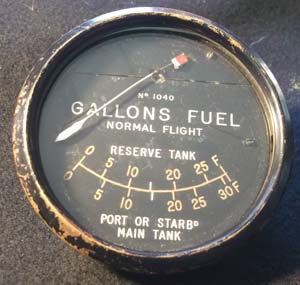 Nº 1040
GALLONS FUEL
NORMAL FLIGHT
RESERVE TANK
0 5 10 20 25 F
0 5 10 20 25 30 F
PORT OR STARBD
MAIN TANK